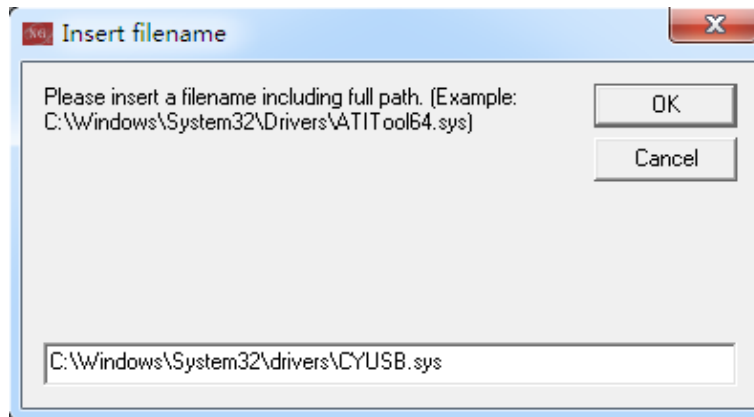 Insert filename
Please insert a filename including full path. (Example:
C:\Windows\System32\Drivers\ATITool64.sys)
OK
Cancel
C:\Windows\System32\drivers\CYUSB.sys